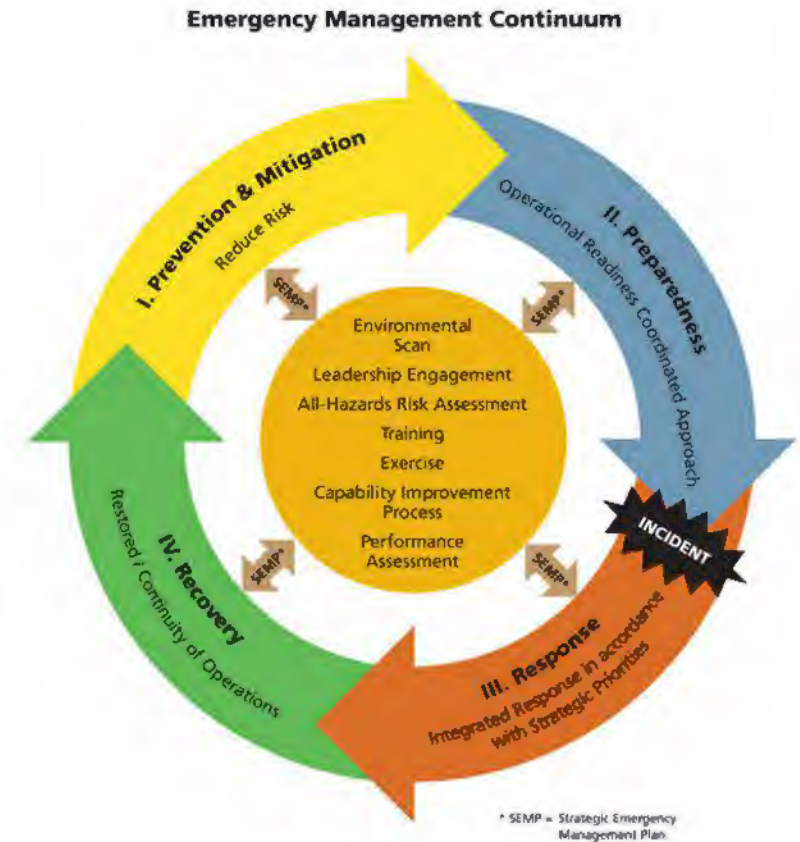 Emergency Management Continuum
I. Prevention & Mitigation
Reduce Risk
II. Preparedness
Operational Readiness Coordinated Approach
INCIDENT
III. Response
Integrated Response in accordance
with Strategic Priorities
IV. Recovery
Restored / Continuity of Operations
SEMP*
SEMP*
SEMP*
SEMP*
Environmental
Scan
Leadership Engagement
All-Hazards Risk Assessment
Training
Exercise
Capability Improvement
Process
Performance
Assessment
* SEMP = Strategic Emergency
Management Plan